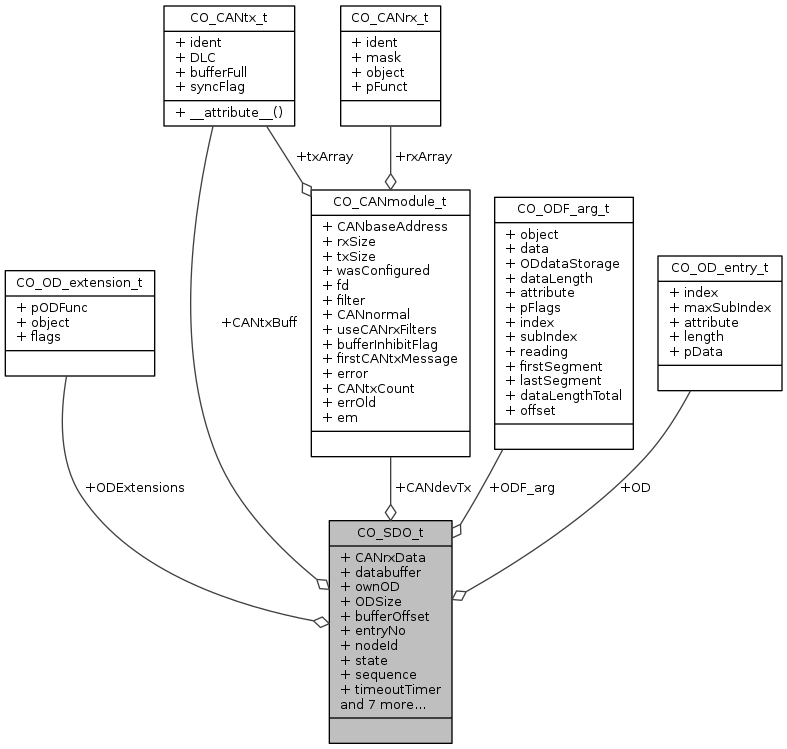 CO_CANtx_t
+ ident
+ DLC
+ bufferFull
+ syncFlag
+ __attribute__()
CO_CANrx_t
+ ident
+ mask
+ object
+ pFunct
+txArray
+rxArray
CO_CANmodule_t
+ CANbaseAddress
+ rxSize
+ txSize
+ wasConfigured
+ fd
+ filter
+ CANnormal
+ useCANrxFilters
+ bufferInhibitFlag
+ firstCANtxMessage
+ error
+ CANtxCount
+ errOld
+ em
CO_ODF_arg_t
+ object
+ data
+ ODdataStorage
+ dataLength
+ attribute
+ pFlags
+ index
+ subIndex
+ reading
+ firstSegment
+ lastSegment
+ dataLengthTotal
+ offset
CO_OD_entry_t
+ index
+ maxSubIndex
+ attribute
+ length
+ pData
CO_OD_extension_t
+ pODFunc
+ object
+ flags
+CANtxBuff
+ODExtensions
+CANdevTx
+ODF_arg
+OD
CO_SDO_t
+ CANrxData
+ databuffer
+ ownOD
+ ODSize
+ bufferOffset
+ entryNo
+ nodeId
+ state
+ sequence
+ timeoutTimer
and 7 more...